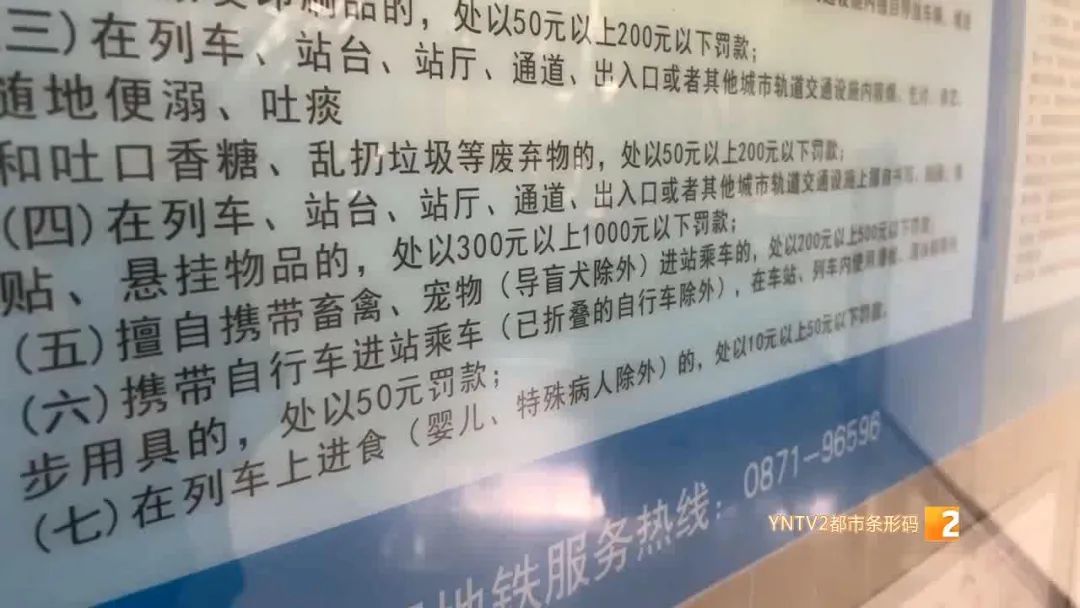 印刷品的，处以50元以上200元以下罚款；
三）在列车、站台、站厅、通道、出入口或者其他城市轨道交通设施内吸烟、乞讨、
随地便溺、吐痰
和吐口香糖、乱扔垃圾等废弃物的，处以50元以上200元以下罚款；
（四）在列车、站台、站厅、通道、出入口或者其他城市轨道交通设施上
贴、悬挂物品的，处以300元以上1000元以下罚款；
（五）擅自携带畜禽、宠物（导盲犬除外）进站乘车的，处以200元以上500元以下罚款。
（六）携带自行车进站乘车（已折叠的自行车除外），在车站、列车内使用
步用具的，处以50元罚款；
（七）在列车上进食（婴儿、特殊病人除外）的，处以10元以上50元以下罚款。
地铁服务热线：0871-96596
YNTV2都市条形码 2